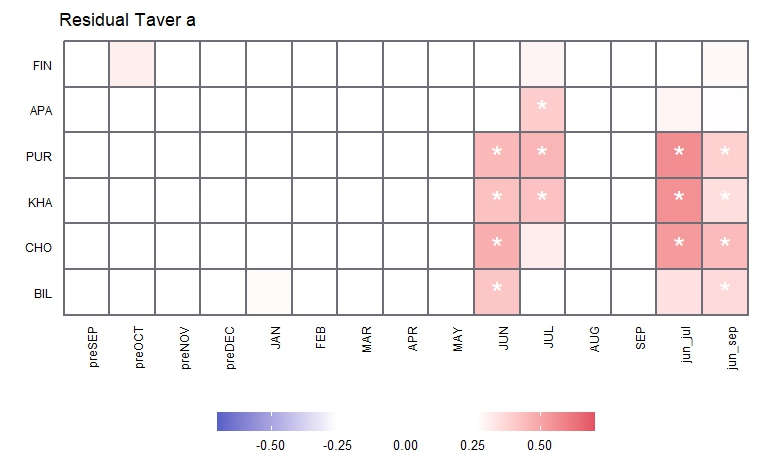 Residual Taver a
FIN
APA
*
PUR
* * * *
KHA
* * * *
CHO
* * *
BIL
* *
preSEP preOCT preNOV preDEC JAN FEB MAR APR MAY JUN JUL AUG SEP jun_jul jun_sep
-0.50 -0.25 0.00 0.25 0.50